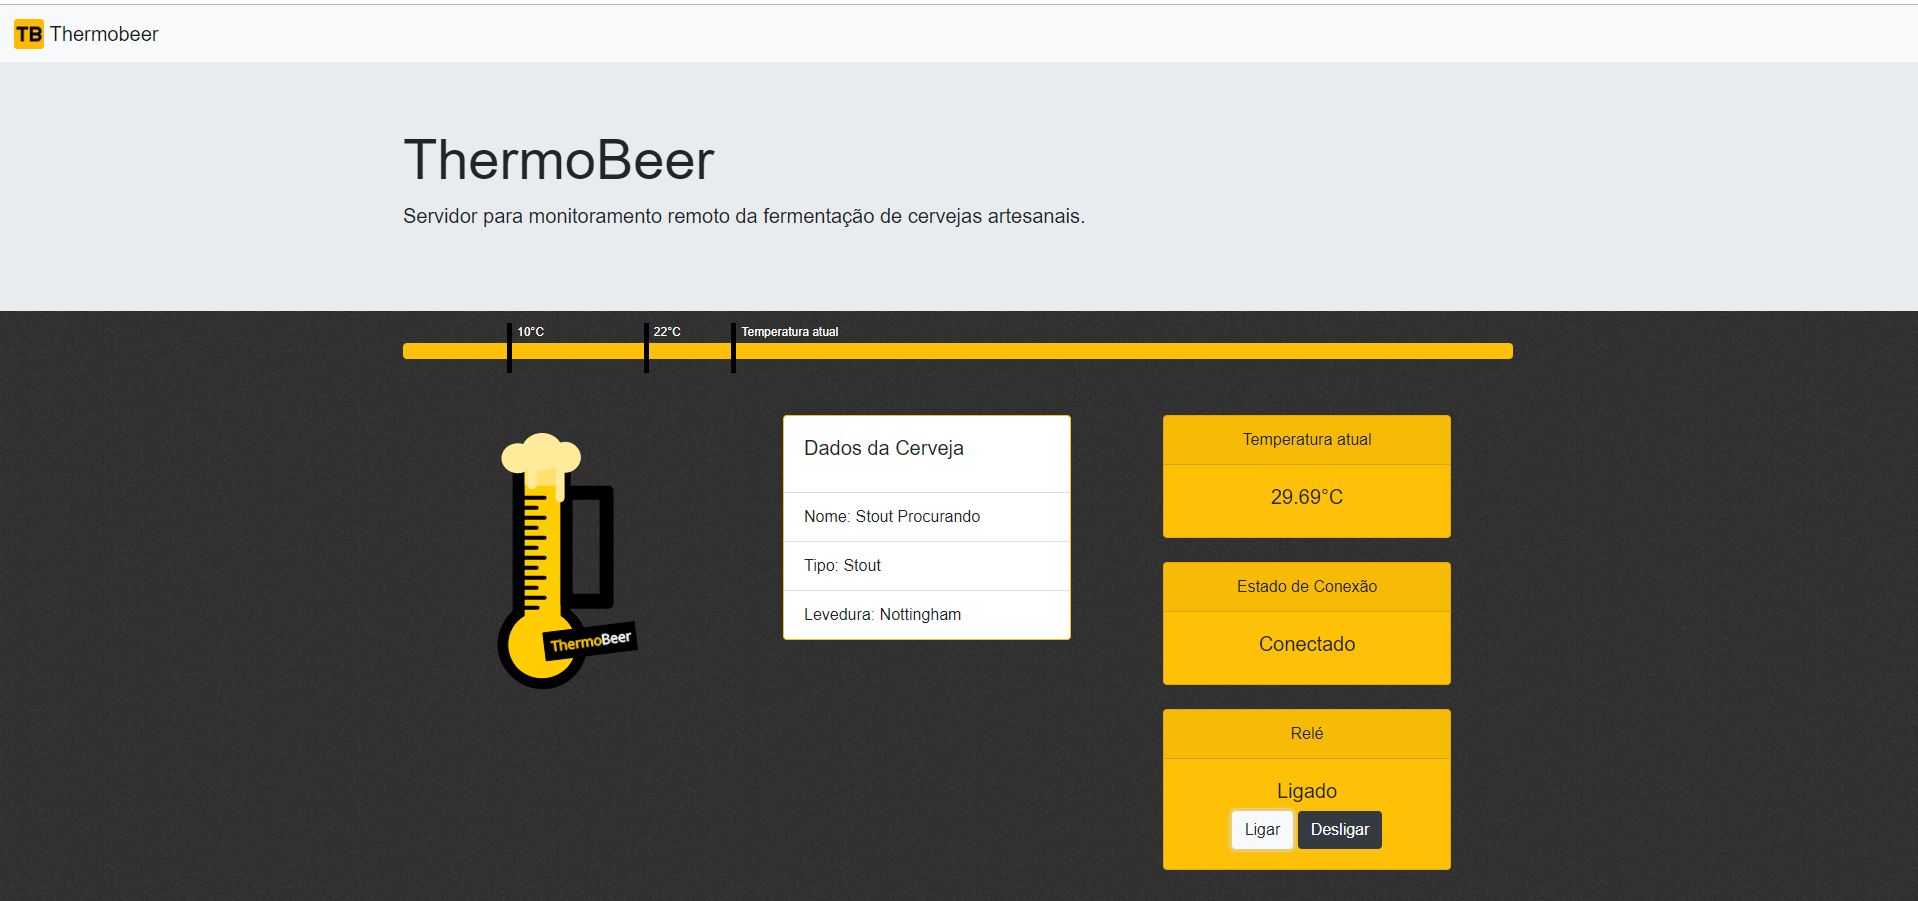 TB Thermobeer
ThermoBeer
Servidor para monitoramento remoto da fermentação de cervejas artesanais.
10°C
22°C
Temperatura atual
ThermoBeer
Dados da Cerveja
Nome: Stout Procurando
Tipo: Stout
Levedura: Nottingham
Temperatura atual
29.69°C
Estado de Conexão
Conectado
Relé
Ligado
Ligar
Desligar